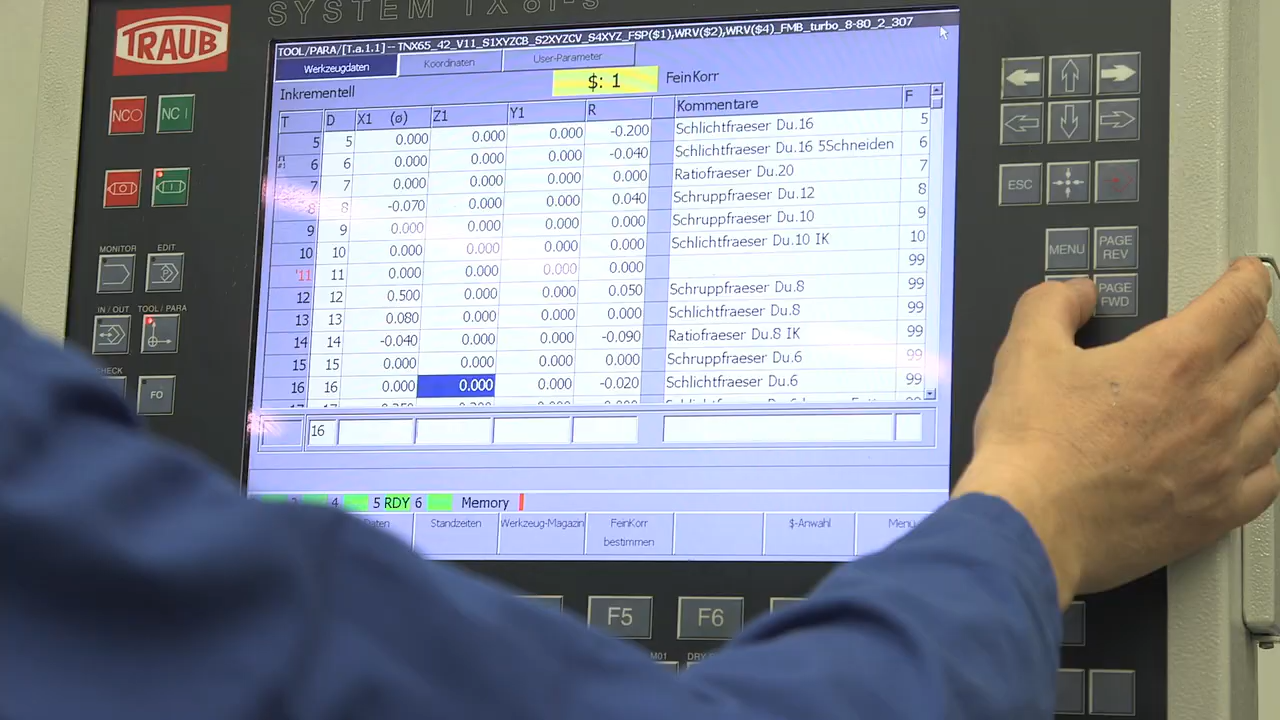 SYSTEM TX8i-s
TRAUB
TOOL/PARA/[T.a.1.1] -- TNX65_42_V11_S1XYZCB_S2XYZCV_S4XYZ_FSP($1),WRV($2),WRV($4)_FMB_turbo_8-80_2_307
Werkzeugdaten Koordinaten User-Parameter
Inkrementell $: 1 FeinKorr
T D X1 (ø) Z1 Y1 R Kommentare F
5 5 0.000 0.000 0.000 -0.200 Schlichtfraeser Du.16 5
6 6 0.000 0.000 0.000 -0.040 Schlichtfraeser Du.16 5Schneiden 6
7 7 0.000 0.000 0.000 0.000 Ratiofraeser Du.20 7
8 8 -0.070 0.000 0.000 0.040 Schruppfraeser Du.12 8
9 9 0.000 0.000 0.000 0.000 Schruppfraeser Du.10 9
10 10 0.000 0.000 0.000 0.000 Schlichtfraeser Du.10 IK 10
'11 11 0.000 0.000 0.000 0.000 99
12 12 0.500 0.000 0.000 0.050 Schruppfraeser Du.8 99
13 13 0.080 0.000 0.000 0.000 Schlichtfraeser Du.8 99
14 14 -0.040 0.000 0.000 -0.090 Ratiofraeser Du.8 IK 99
15 15 0.000 0.000 0.000 0.000 Schruppfraeser Du.6 99
16 16 0.000 0.000 0.000 -0.020 Schlichtfraeser Du.6 99
16
4 5 RDY 6 Memory
Daten Standzeiten Werkzeug-Magazin FeinKorr bestimmen $-Anwahl Menu
NCO NC I
MONITOR EDIT
IN / OUT TOOL / PARA
CHECK
FO
ESC
MENU PAGE REV
PAGE FWD
F5 F6
M01